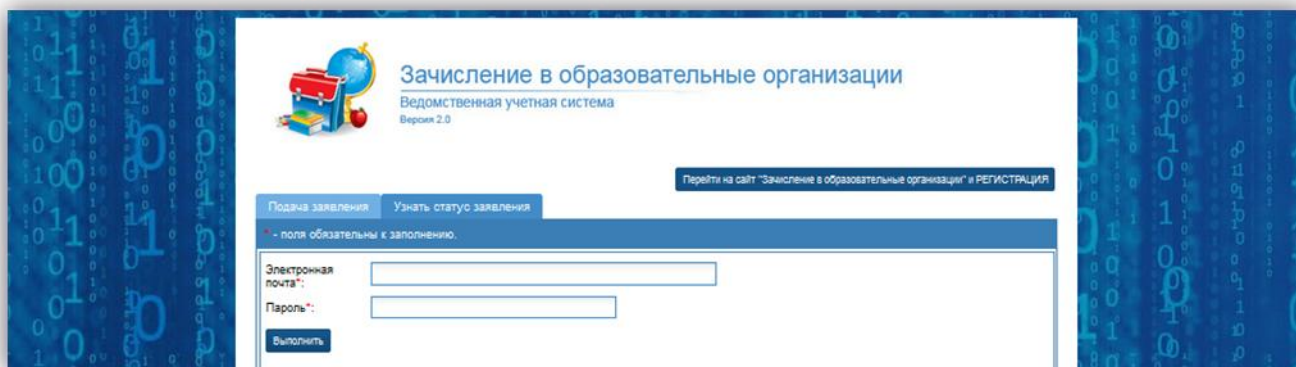 Зачисление в образовательные организации
Ведомственная учетная система
Версия 2.0
Перейти на сайт "Зачисление в образовательные организации" и РЕГИСТРАЦИЯ
Подача заявления Узнать статус заявления
* - поля обязательны к заполнению.
Электронная
почта*:
Пароль*:
Выполнить